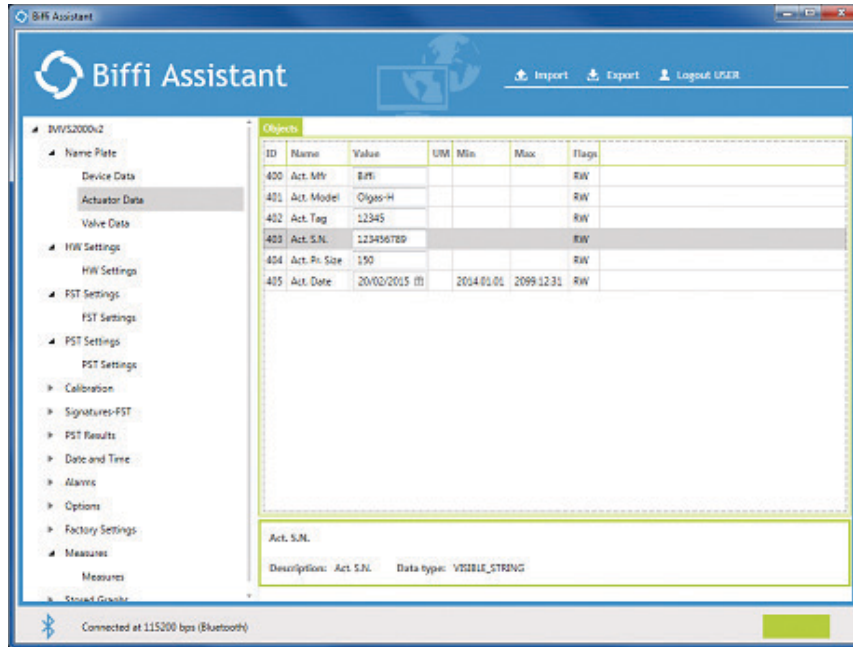 Biffi Assistant
Biffi Assistant
Import Export Logout USER
IMVS2000v2
Name Plate
Device Data
Actuator Data
Valve Data
HW Settings
HW Settings
FST Settings
FST Settings
PST Settings
PST Settings
Calibration
Signatures-FST
PST Results
Date and Time
Alarms
Options
Factory Settings
Measures
Measures
Stored Graphs
Objects
ID Name Value UM Min Max Flags
400 Act. Mfr Biffi RW
401 Act. Model Olgas-H RW
402 Act. Tag 12345 RW
403 Act. S.N. 123456789 RW
404 Act. Pr. Size 150 RW
405 Act. Date 20/02/2015 2014.01.01 2099.12.31 RW
Act. S.N.
Description: Act. S.N. Data type: VISIBLE_STRING
Connected at 115200 bps (Bluetooth)